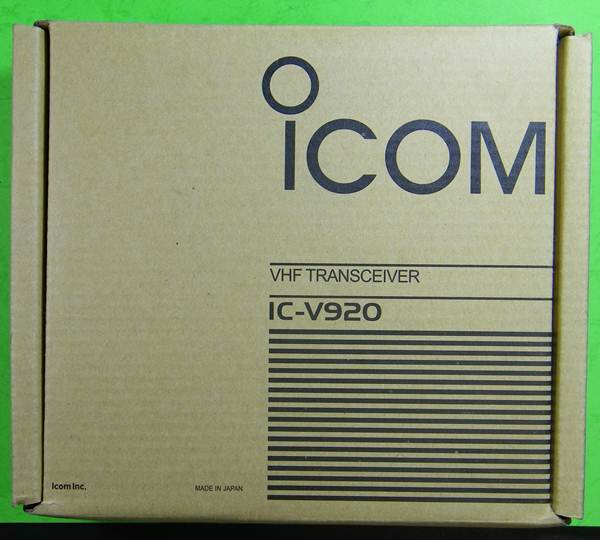 ICOM
VHF TRANSCEIVER
IC-V920
Icom Inc.
MADE IN JAPAN